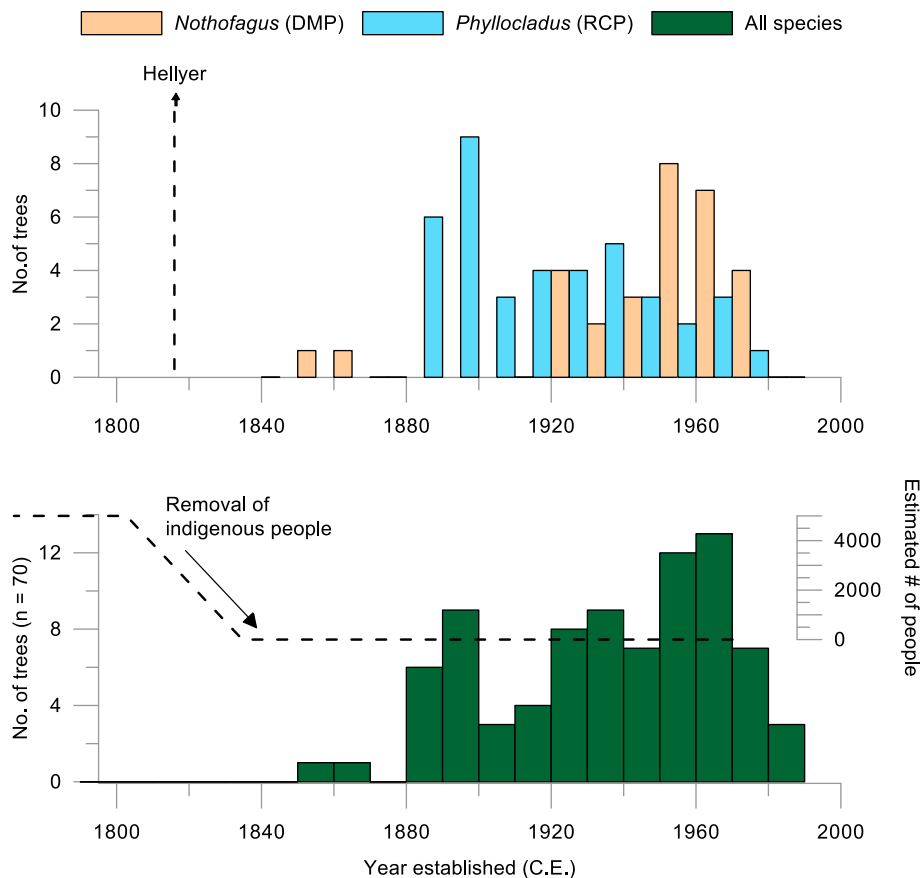 Nothofagus (DMP) Phyllocladus (RCP) All species
Hellyer
No.of trees
10
8
6
4
2
0
1800 1840 1880 1920 1960 2000
Removal of
indigenous people
No. of trees (n = 70)
12
8
4
0
Estimated # of people
4000
2000
0
1800 1840 1880 1920 1960 2000
Year established (C.E.)